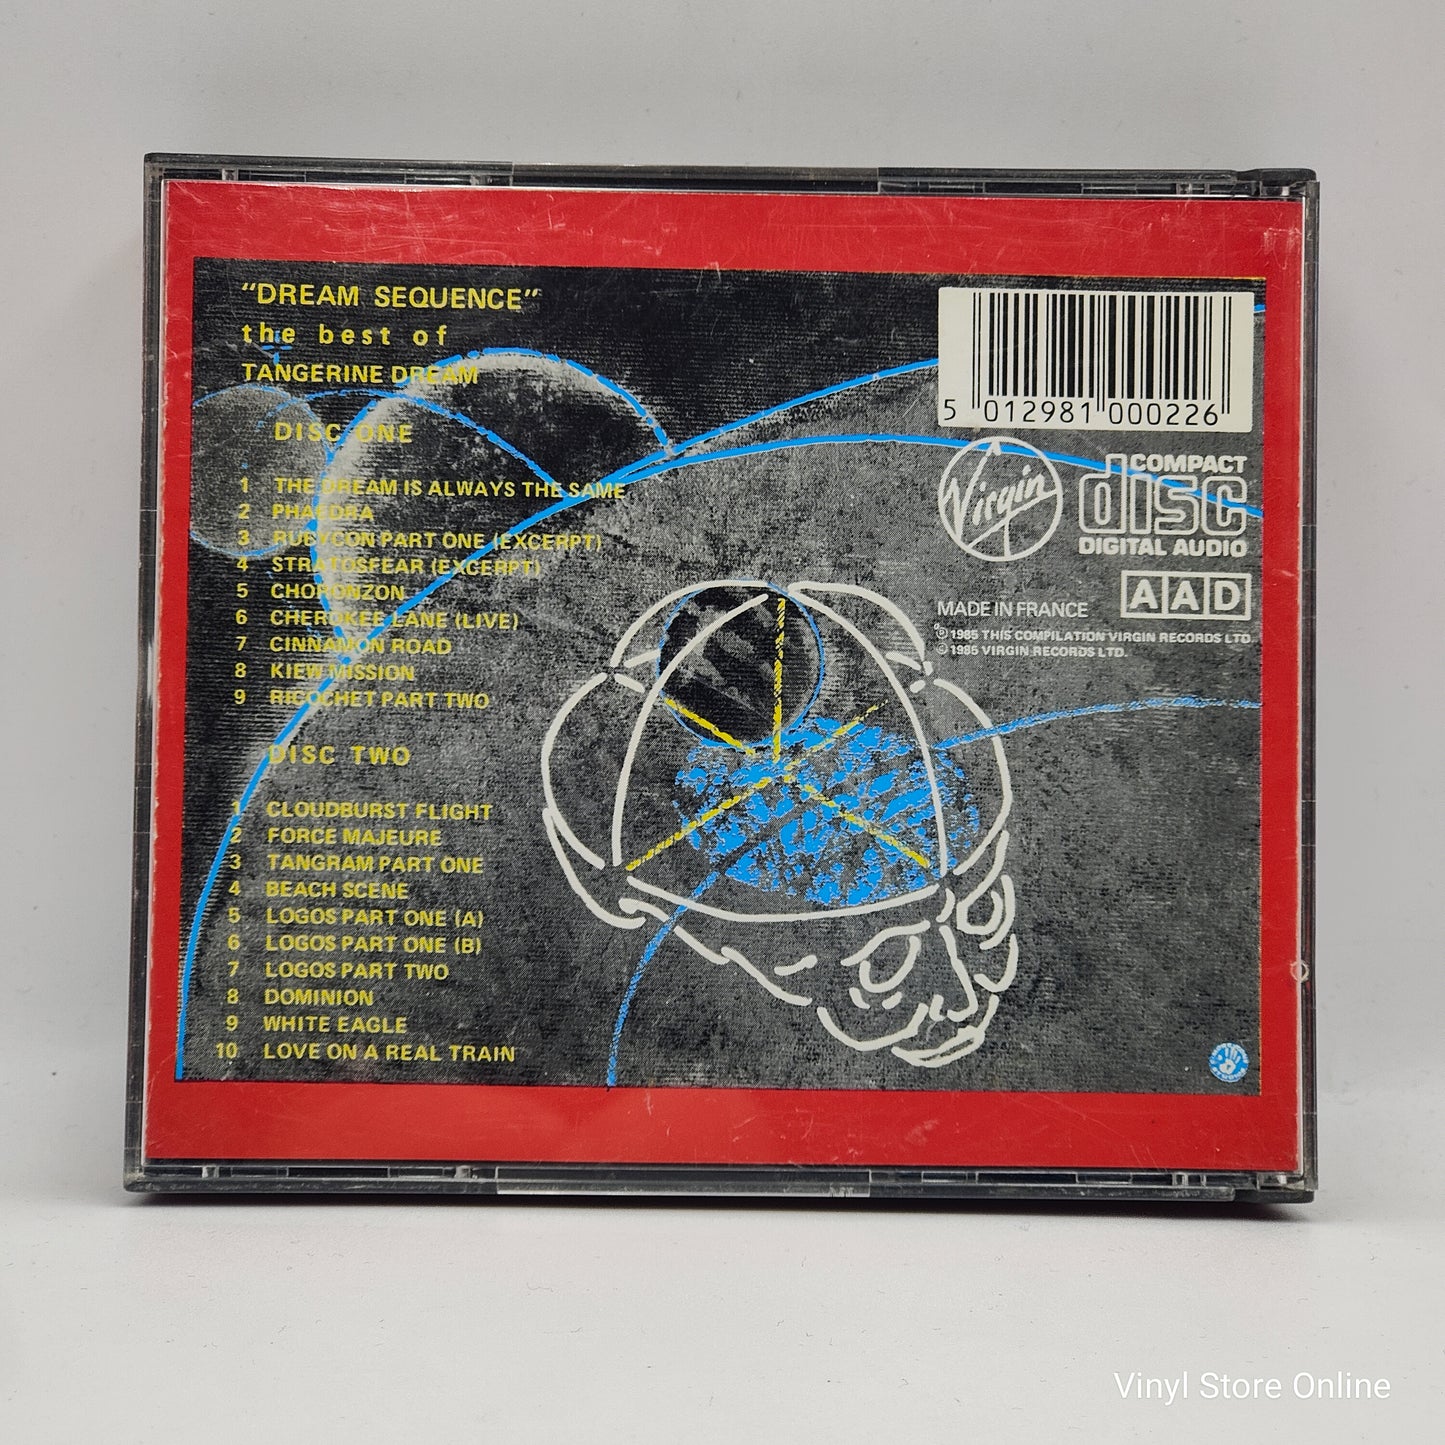 "DREAM SEQUENCE"
the best of
TANGERINE DREAM
DISC ONE
1 THE DREAM IS ALWAYS THE SAME
2 PHAEDRA
3 RUBYCON PART ONE (EXCERPT)
4 STRATOSFEAR (EXCERPT)
5 CHORONZON
6 CHEROKEE LANE (LIVE)
7 CINNAMON ROAD
8 KIEW MISSION
9 RICOCHET PART TWO
DISC TWO
1 CLOUDBURST FLIGHT
2 FORCE MAJEURE
3 TANGRAM PART ONE
4 BEACH SCENE
5 LOGOS PART ONE (A)
6 LOGOS PART ONE (B)
7 LOGOS PART TWO
8 DOMINION
9 WHITE EAGLE
10 LOVE ON A REAL TRAIN
5 012981 000226
Virgin
COMPACT
disc
DIGITAL AUDIO
AAD
MADE IN FRANCE
℗ 1985 THIS COMPILATION VIRGIN RECORDS LTD.
© 1985 VIRGIN RECORDS LTD.
Vinyl Store Online